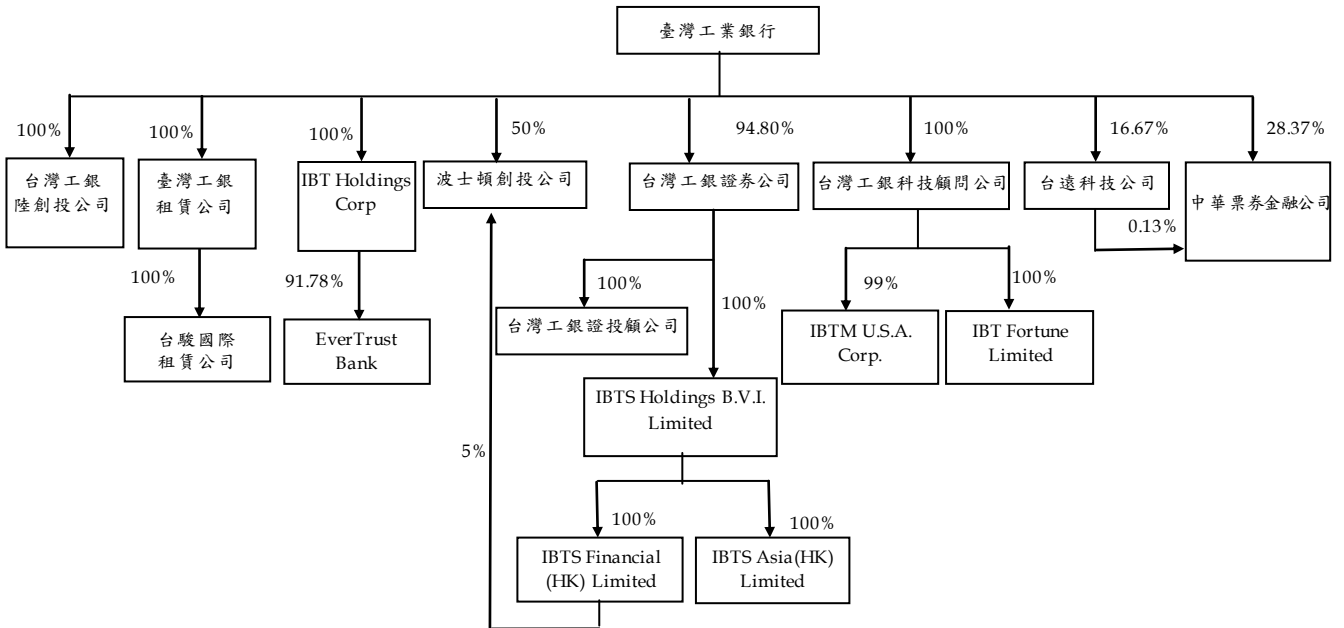 臺灣工業銀行
100%
100%
100%
50%
94.80%
100%
16.67%
28.37%
台灣工銀
陸創投公司
臺灣工銀
租賃公司
IBT Holdings
Corp
波士頓創投公司
台灣工銀證券公司
台灣工銀科技顧問公司
台遠科技公司
中華票券金融公司
0.13%
100%
91.78%
100%
100%
99%
100%
台駿國際
租賃公司
EverTrust
Bank
台灣工銀證投顧公司
IBTM U.S.A.
Corp.
IBT Fortune
Limited
IBTS Holdings B.V.I.
Limited
5%
100%
100%
IBTS Financial
(HK) Limited
IBTS Asia(HK)
Limited